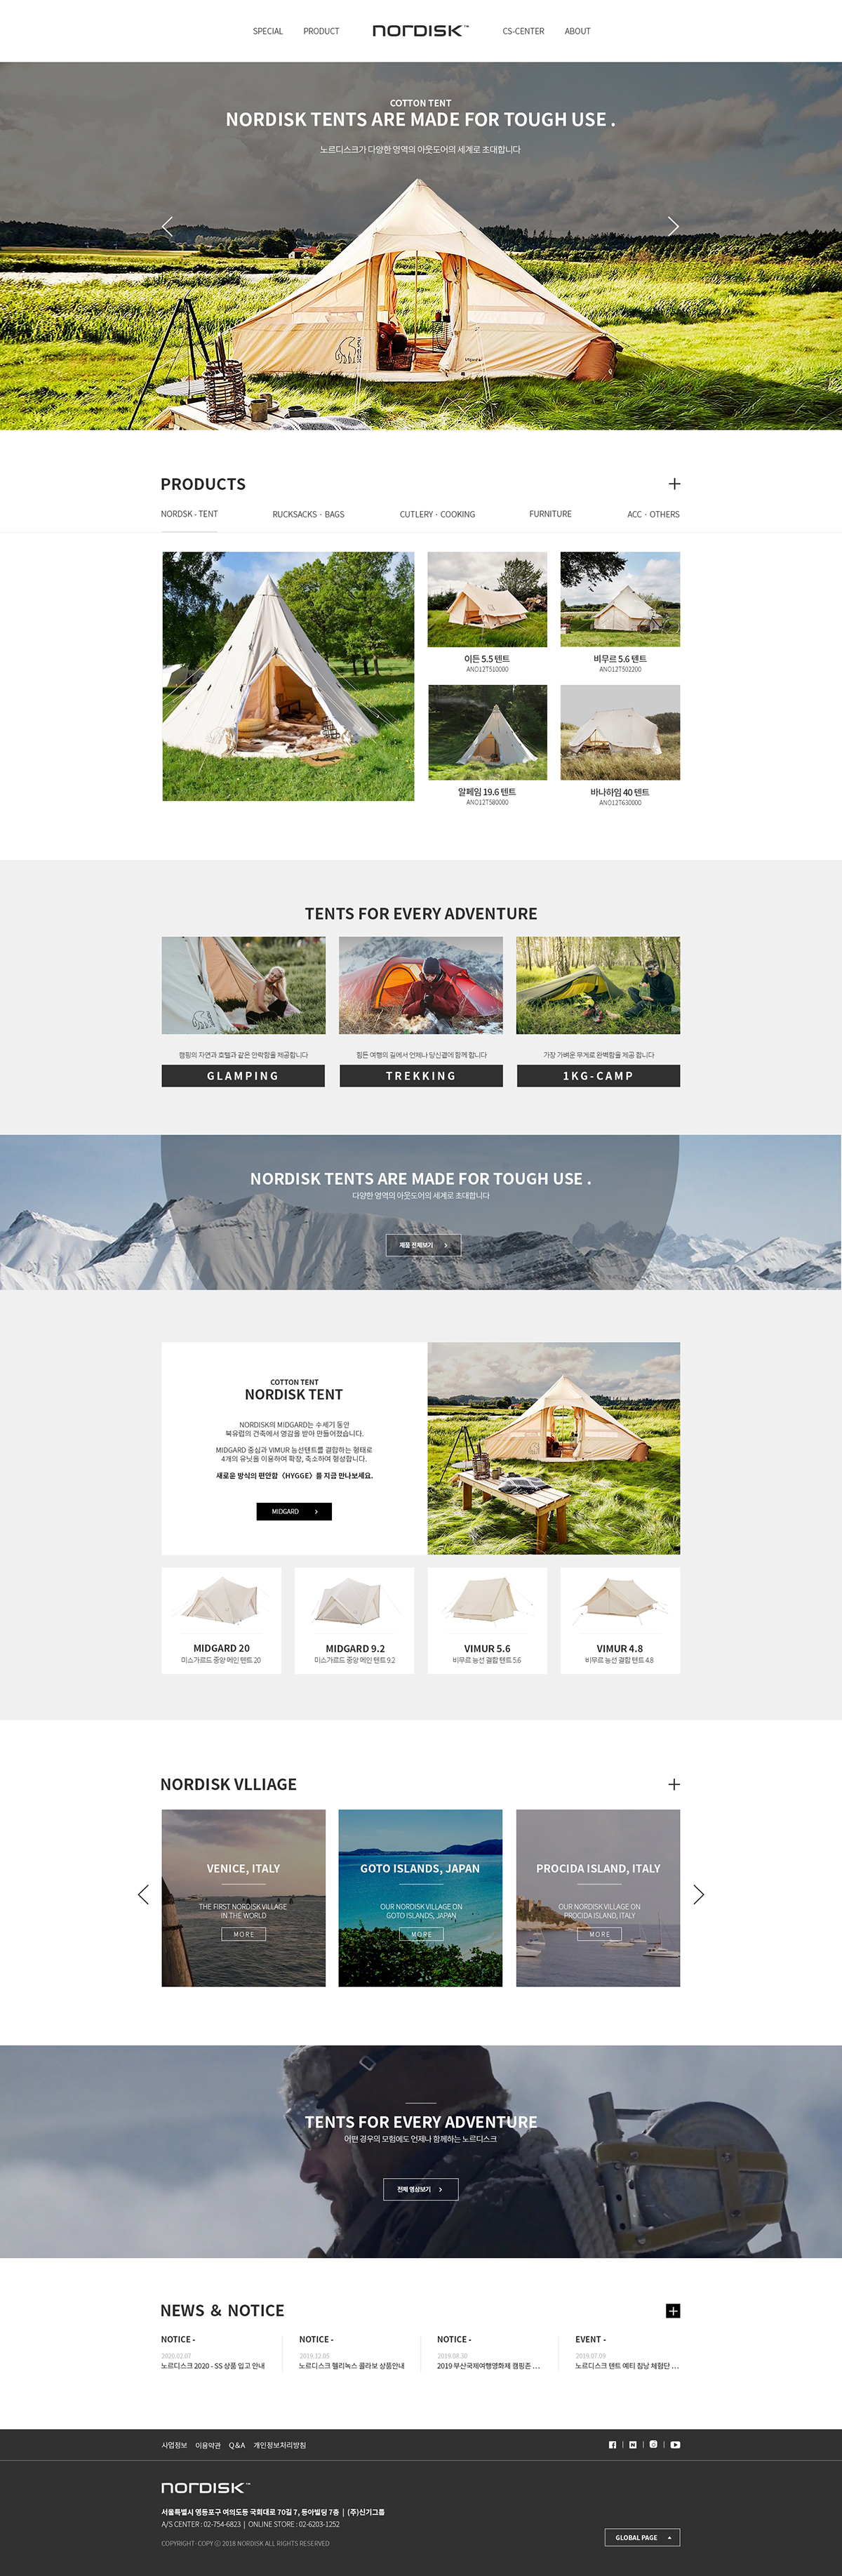 SPECIAL PRODUCT nordisk™ CS-CENTER ABOUT
COTTON TENT
NORDISK TENTS ARE MADE FOR TOUGH USE .
노르디스크가 다양한 영역의 아웃도어의 세계로 초대합니다
PRODUCTS
NORDSK - TENT RUCKSACKS · BAGS CUTLERY · COOKING FURNITURE ACC · OTHERS
이든 5.5 텐트
ANO12T510000
비무르 5.6 텐트
ANO12T502200
알페임 19.6 텐트
ANO12T580000
바나하임 40 텐트
ANO12T630000
TENTS FOR EVERY ADVENTURE
캠핑의 자연과 호텔과 같은 안락함을 제공합니다
GLAMPING
힘든 여행의 길에서 언제나 당신곁에 함께 합니다
TREKKING
가장 가벼운 무게로 완벽함을 제공 합니다
1KG-CAMP
NORDISK TENTS ARE MADE FOR TOUGH USE .
다양한 영역의 아웃도어의 세계로 초대합니다
제품 전체보기 >
COTTON TENT
NORDISK TENT
NORDISK의 MIDGARD는 수세기 동안
북유럽의 건축에서 영감을 받아 만들어졌습니다.
MIDGARD 중심과 VIMUR 능선텐트를 결합하는 형태로
4개의 유닛을 이용하여 확장, 축소하여 형성합니다.
새로운 방식의 편안함 〈HYGGE〉를 지금 만나보세요.
MIDGARD >
MIDGARD 20
미스가르드 중앙 메인 텐트 20
MIDGARD 9.2
미스가르드 중앙 메인 텐트 9.2
VIMUR 5.6
비무르 능선 결합 텐트 5.6
VIMUR 4.8
비무르 능선 결합 텐트 4.8
NORDISK VLLIAGE
VENICE, ITALY
THE FIRST NORDISK VILLAGE
IN THE WORLD
MORE
GOTO ISLANDS, JAPAN
OUR NORDISK VILLAGE ON
GOTO ISLANDS, JAPAN
MORE
PROCIDA ISLAND, ITALY
OUR NORDISK VILLAGE ON
PROCIDA ISLAND, ITALY
MORE
TENTS FOR EVERY ADVENTURE
어떤 경우의 모험에도 언제나 함께하는 노르디스크
전체 영상보기 >
NEWS & NOTICE
NOTICE -
2020.02.07
노르디스크 2020 - SS 상품 입고 안내
NOTICE -
2019.12.05
노르디스크 헬리녹스 콜라보 상품안내
NOTICE -
2019.08.30
2019 부산국제여행영화제 캠핑존 ...
EVENT -
2019.07.09
노르디스크 텐트 예티 침낭 체험단 ...
사업정보 이용약관 Q&A 개인정보처리방침
nordisk™
서울특별시 영등포구 여의도동 국회대로 70길 7, 동아빌딩 7층 | (주)신기그룹
A/S CENTER : 02-754-6823 | ONLINE STORE : 02-6203-1252
COPYRIGHT- COPY ⓒ 2018 NORDISK ALL RIGHTS RESERVED
GLOBAL PAGE